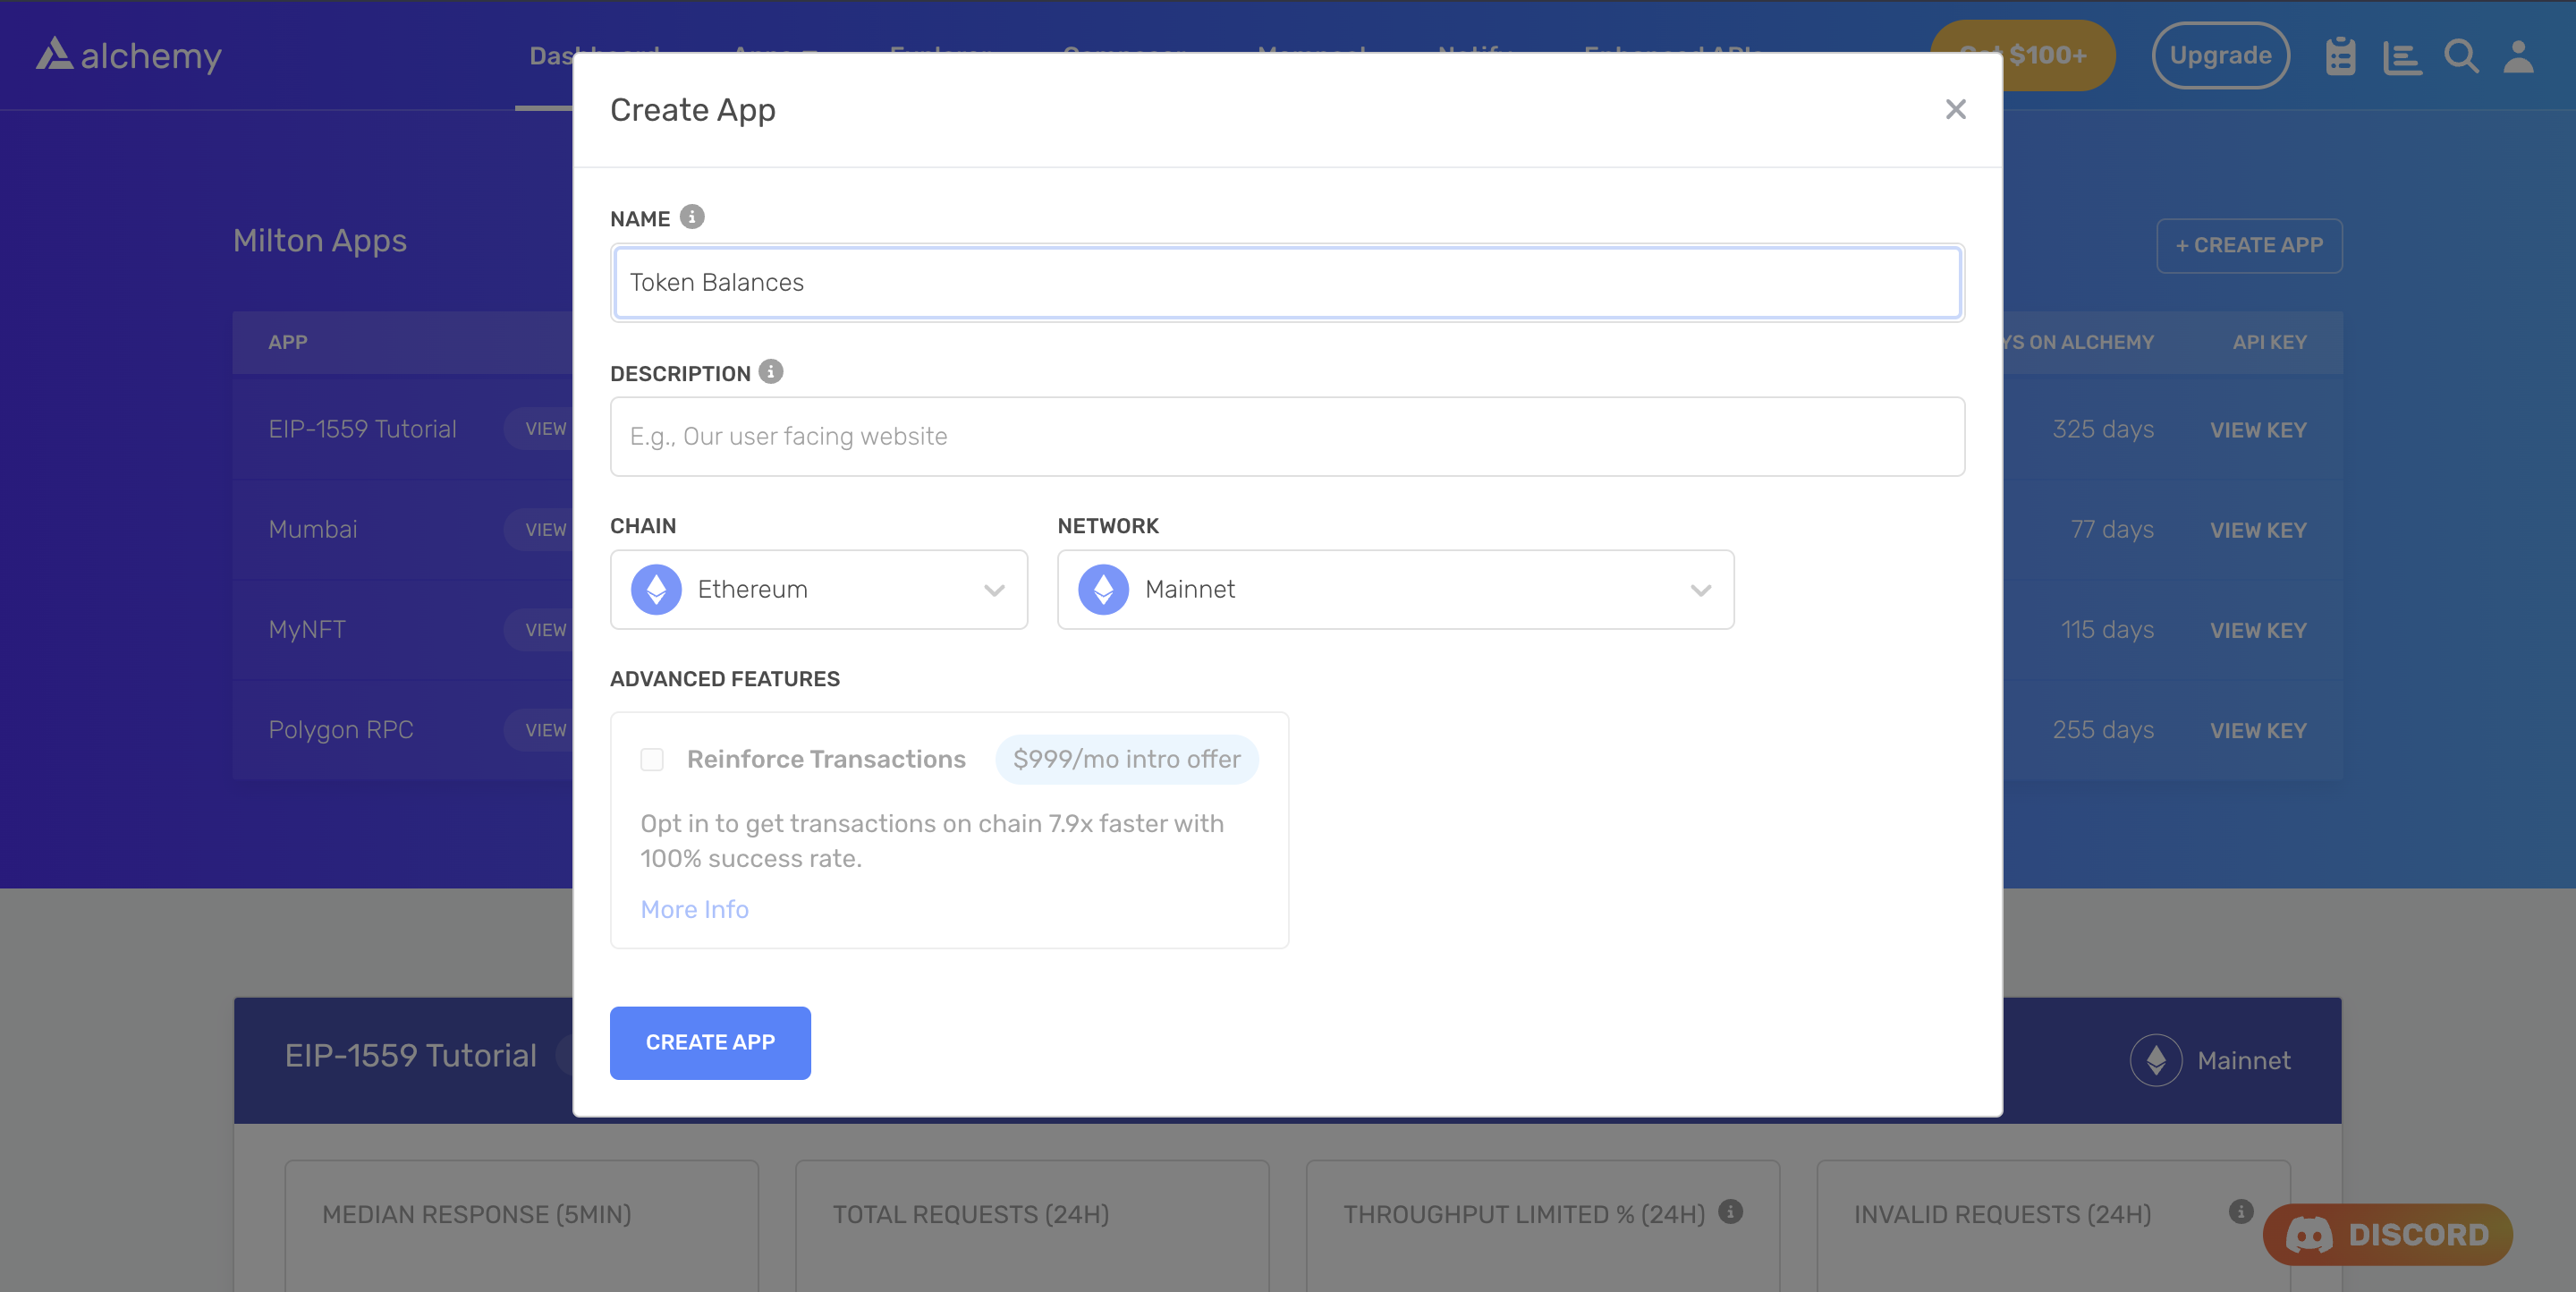 alchemy
$100+
Upgrade
Create App
Milton Apps
+ CREATE APP
NAME
Token Balances
APP
ON ALCHEMY
API KEY
DESCRIPTION
E.g., Our user facing website
EIP-1559 Tutorial
VIEW
325 days
VIEW KEY
Mumbai
VIEW
77 days
VIEW KEY
CHAIN
NETWORK
Ethereum
Mainnet
MyNFT
VIEW
115 days
VIEW KEY
ADVANCED FEATURES
Polygon RPC
VIEW
255 days
VIEW KEY
Reinforce Transactions
$999/mo intro offer
Opt in to get transactions on chain 7.9x faster with
100% success rate.
More Info
CREATE APP
EIP-1559 Tutorial
Mainnet
MEDIAN RESPONSE (5MIN)
TOTAL REQUESTS (24H)
THROUGHPUT LIMITED % (24H)
INVALID REQUESTS (24H)
DISCORD